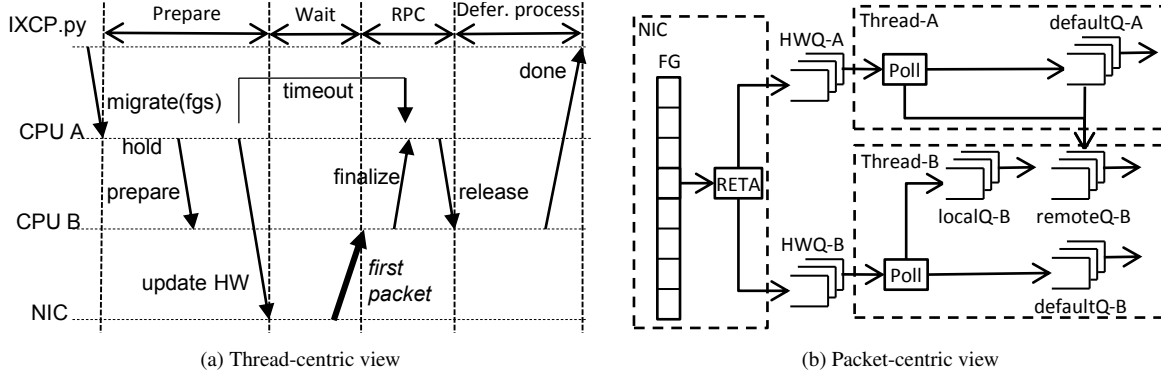 Prepare
Wait
RPC
Defer. process
IXCP.py
done
timeout
migrate(fgs)
CPU A
hold
prepare
finalize
release
CPU B
update HW
first
packet
NIC
(a) Thread-centric view
NIC
FG
RETA
HWQ-A
HWQ-B
Thread-A
Poll
defaultQ-A
Thread-B
localQ-B
remoteQ-B
Poll
defaultQ-B
(b) Packet-centric view